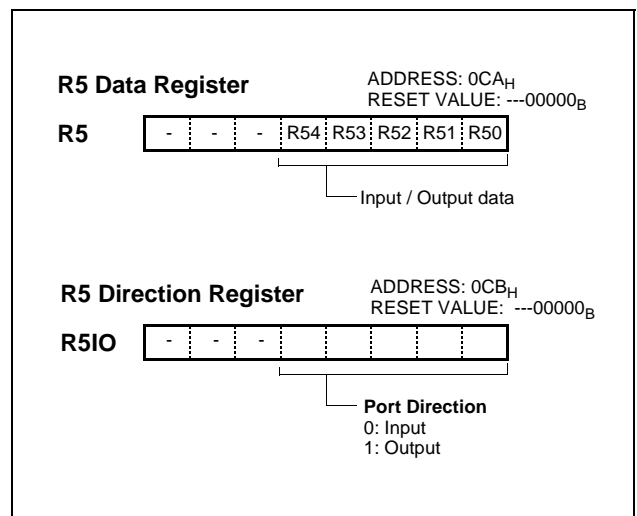 R5 Data Register
ADDRESS: 0CAH
RESET VALUE: ---00000B
R5
- - - R54 R53 R52 R51 R50
Input / Output data
R5 Direction Register
ADDRESS: 0CBH
RESET VALUE: ---00000B
R5IO
- - -
Port Direction
0: Input
1: Output